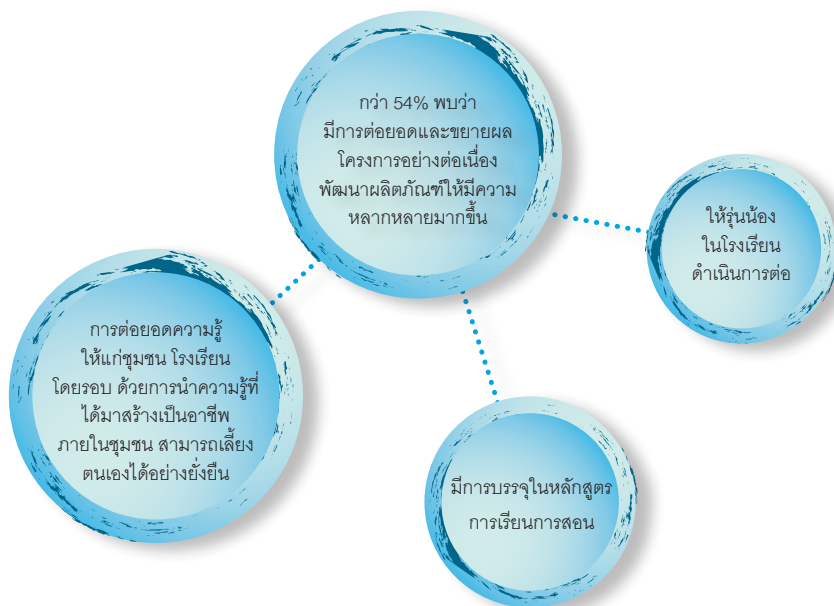 กว่า 54% พบว่า
มีการต่อยอดและขยายผล
โครงการอย่างต่อเนื่อง
พัฒนาผลิตภัณฑ์ให้มีความ
หลากหลายมากขึ้น
ให้รุ่นน้อง
ในโรงเรียน
ดำเนินการต่อ
การต่อยอดความรู้
ให้แก่ชุมชน โรงเรียน
โดยรอบ ด้วยการนำความรู้ที่
ได้มาสร้างเป็นอาชีพ
ภายในชุมชน สามารถเลี้ยง
ตนเองได้อย่างยั่งยืน
มีการบรรจุในหลักสูตร
การเรียนการสอน